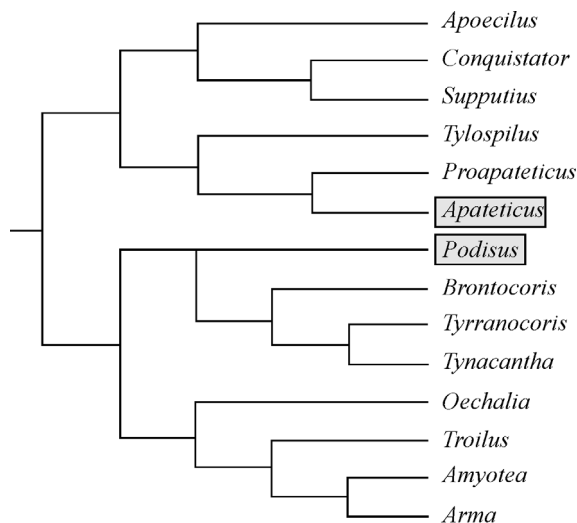 Apoecilus
Conquistator
Supputius
Tylospilus
Proapateticus
Apateticus
Podisus
Brontocoris
Tyrranocoris
Tynacantha
Oechalia
Troilus
Amyotea
Arma